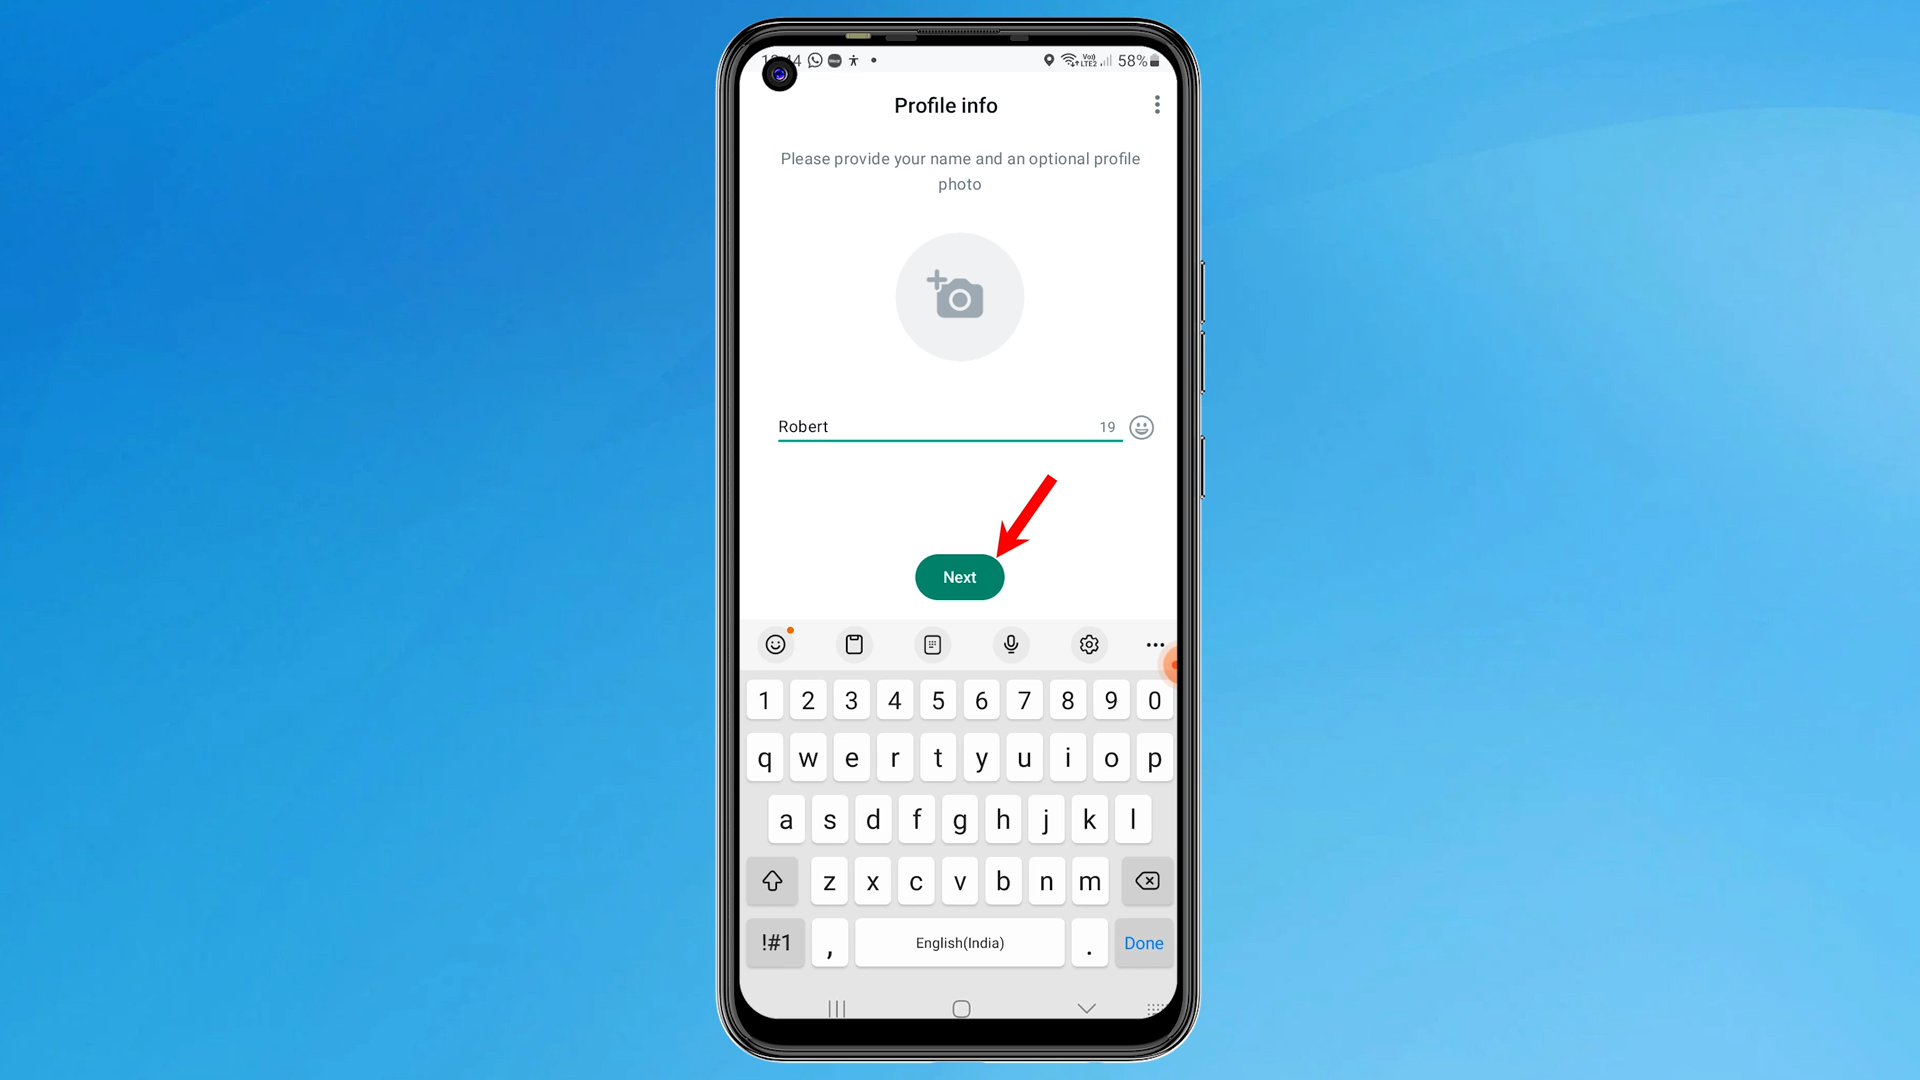 58%
Profile info
Please provide your name and an optional profile
photo
Robert 19
Next
1 2 3 4 5 6 7 8 9 0
q w e r t y u i o p
a s d f g h j k l
z x c v b n m
!#1 , English(India) . Done